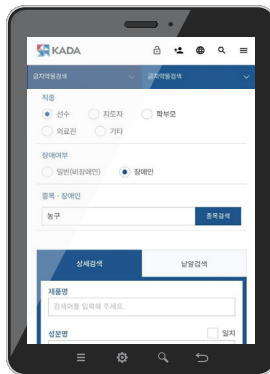 KADA
금지약물검색 금지약물검색
직종
선수 지도자 학부모
의료진 기타
장애여부
일반(비장애인) 장애인
종목 - 장애인
농구 종목검색
상세검색 낱알검색
제품명
검색어를 입력해 주세요.
성분명 일치